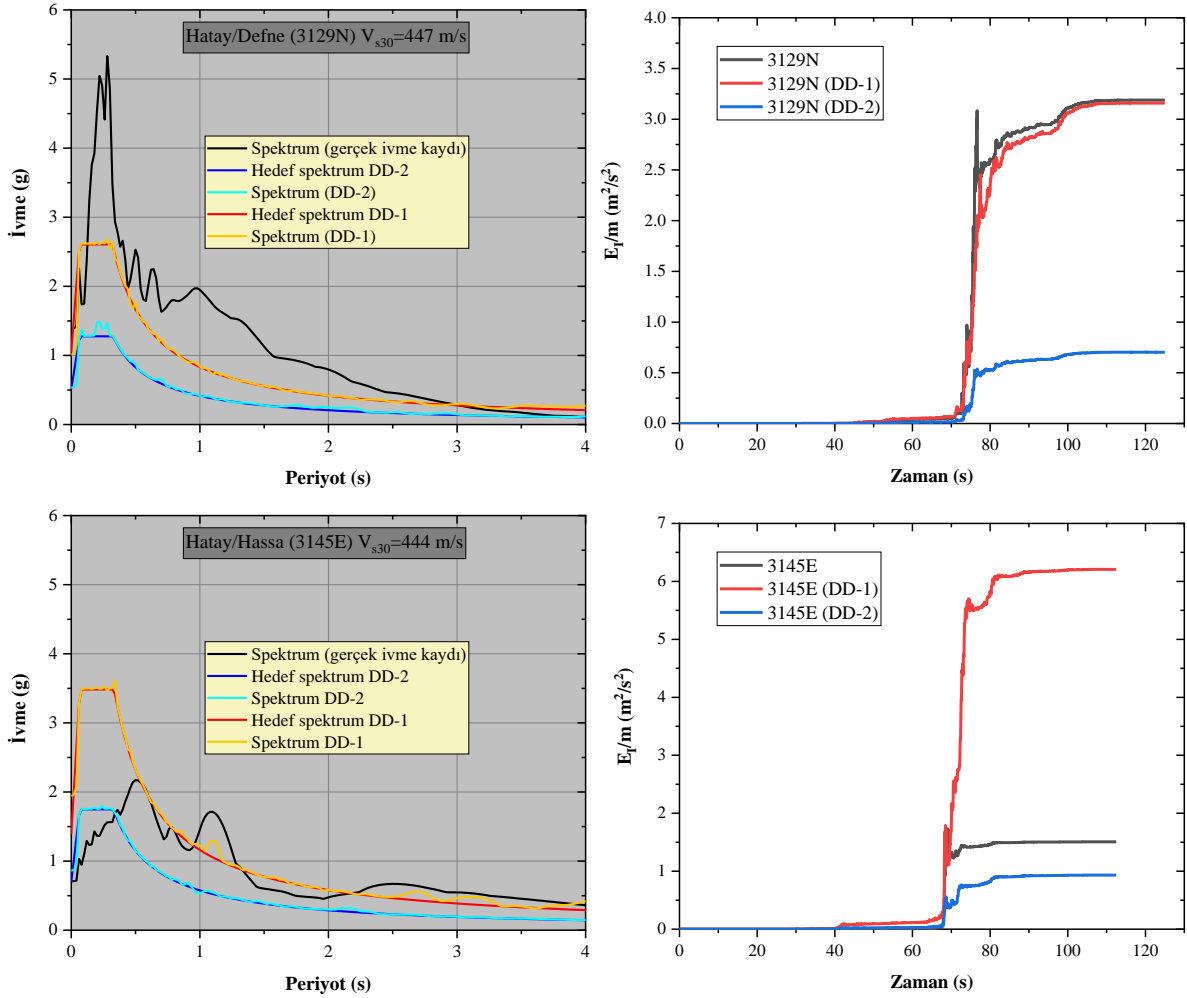 Hatay/Defne (3129N) Vs30=447 m/s
Spektrum (gerçek ivme kaydı)
Hedef spektrum DD-2
Spektrum (DD-2)
Hedef spektrum DD-1
Spektrum (DD-1)
İvme (g)
6
5
4
3
2
1
0
0 1 2 3 4
Periyot (s)
3129N
3129N (DD-1)
3129N (DD-2)
EI/m (m²/s²)
4.0
3.5
3.0
2.5
2.0
1.5
1.0
0.5
0.0
0 20 40 60 80 100 120
Zaman (s)
Hatay/Hassa (3145E) Vs30=444 m/s
Spektrum (gerçek ivme kaydı)
Hedef spektrum DD-2
Spektrum DD-2
Hedef spektrum DD-1
Spektrum DD-1
İvme (g)
6
5
4
3
2
1
0
0 1 2 3 4
Periyot (s)
3145E
3145E (DD-1)
3145E (DD-2)
EI/m (m²/s²)
7
6
5
4
3
2
1
0
0 20 40 60 80 100 120
Zaman (s)